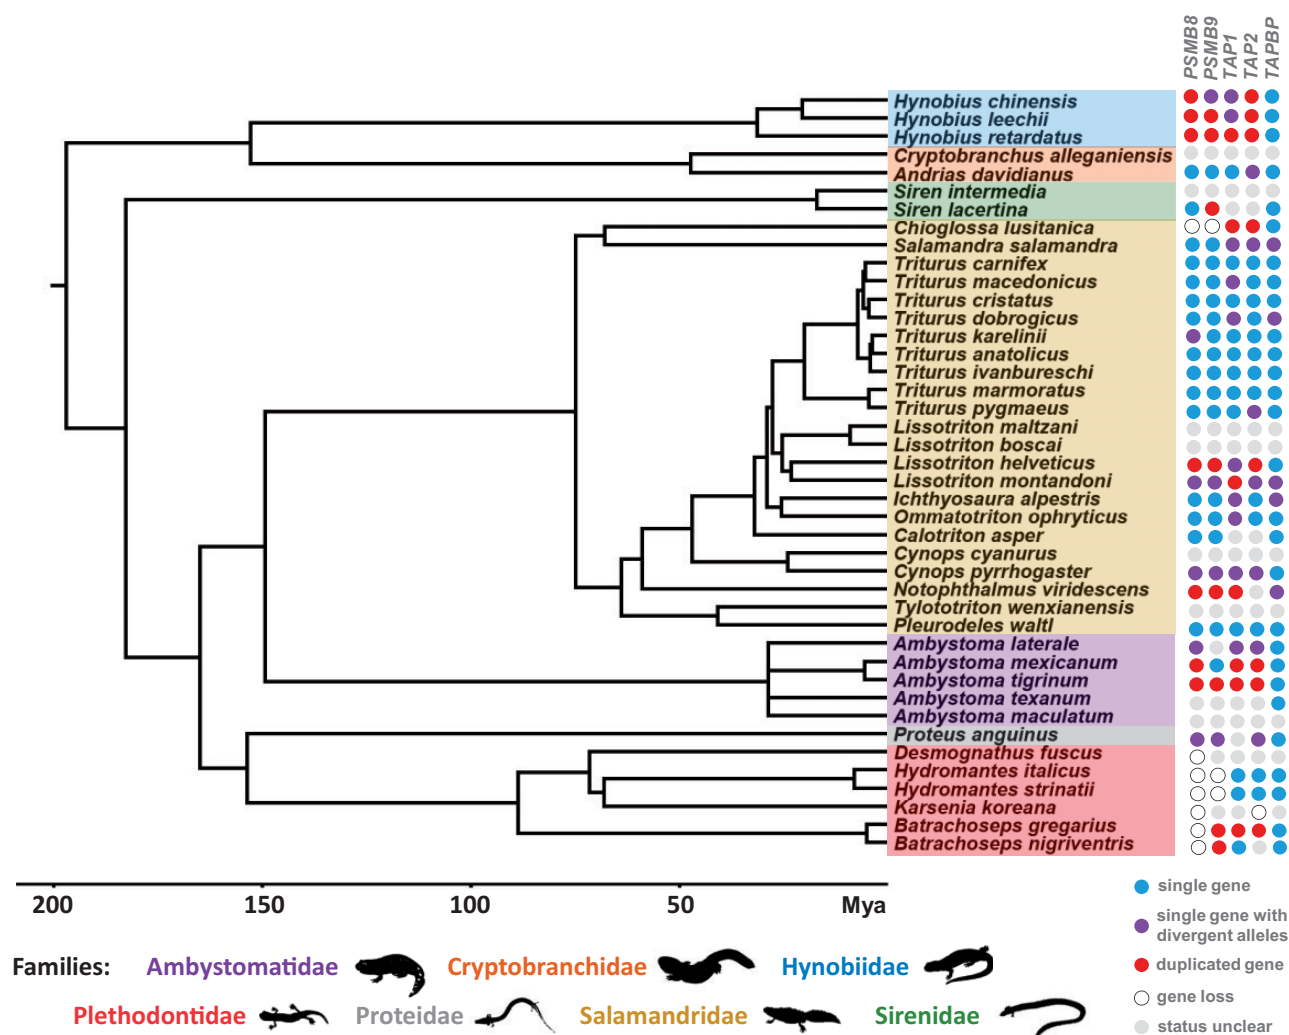 PSMB8 PSMB9 TAP1 TAP2 TAPBP
Hynobius chinensis
Hynobius leechii
Hynobius retardatus
Cryptobranchus alleganiensis
Andrias davidianus
Siren intermedia
Siren lacertina
Chioglossa lusitanica
Salamandra salamandra
Triturus carnifex
Triturus macedonicus
Triturus cristatus
Triturus dobrogicus
Triturus karelinii
Triturus anatolicus
Triturus ivanbureschi
Triturus marmoratus
Triturus pygmaeus
Lissotriton maltzani
Lissotriton boscai
Lissotriton helveticus
Lissotriton montandoni
Ichthyosaura alpestris
Ommatotriton ophryticus
Calotriton asper
Cynops cyanurus
Cynops pyrrhogaster
Notophthalmus viridescens
Tylototriton wenxianensis
Pleurodeles waltl
Ambystoma laterale
Ambystoma mexicanum
Ambystoma tigrinum
Ambystoma texanum
Ambystoma maculatum
Proteus anguinus
Desmognathus fuscus
Hydromantes italicus
Hydromantes strinatii
Karsenia koreana
Batrachoseps gregarius
Batrachoseps nigriventris
200 150 100 50 Mya
single gene
single gene with
divergent alleles
duplicated gene
gene loss
status unclear
Families: Ambystomatidae Cryptobranchidae Hynobiidae
Plethodontidae Proteidae Salamandridae Sirenidae